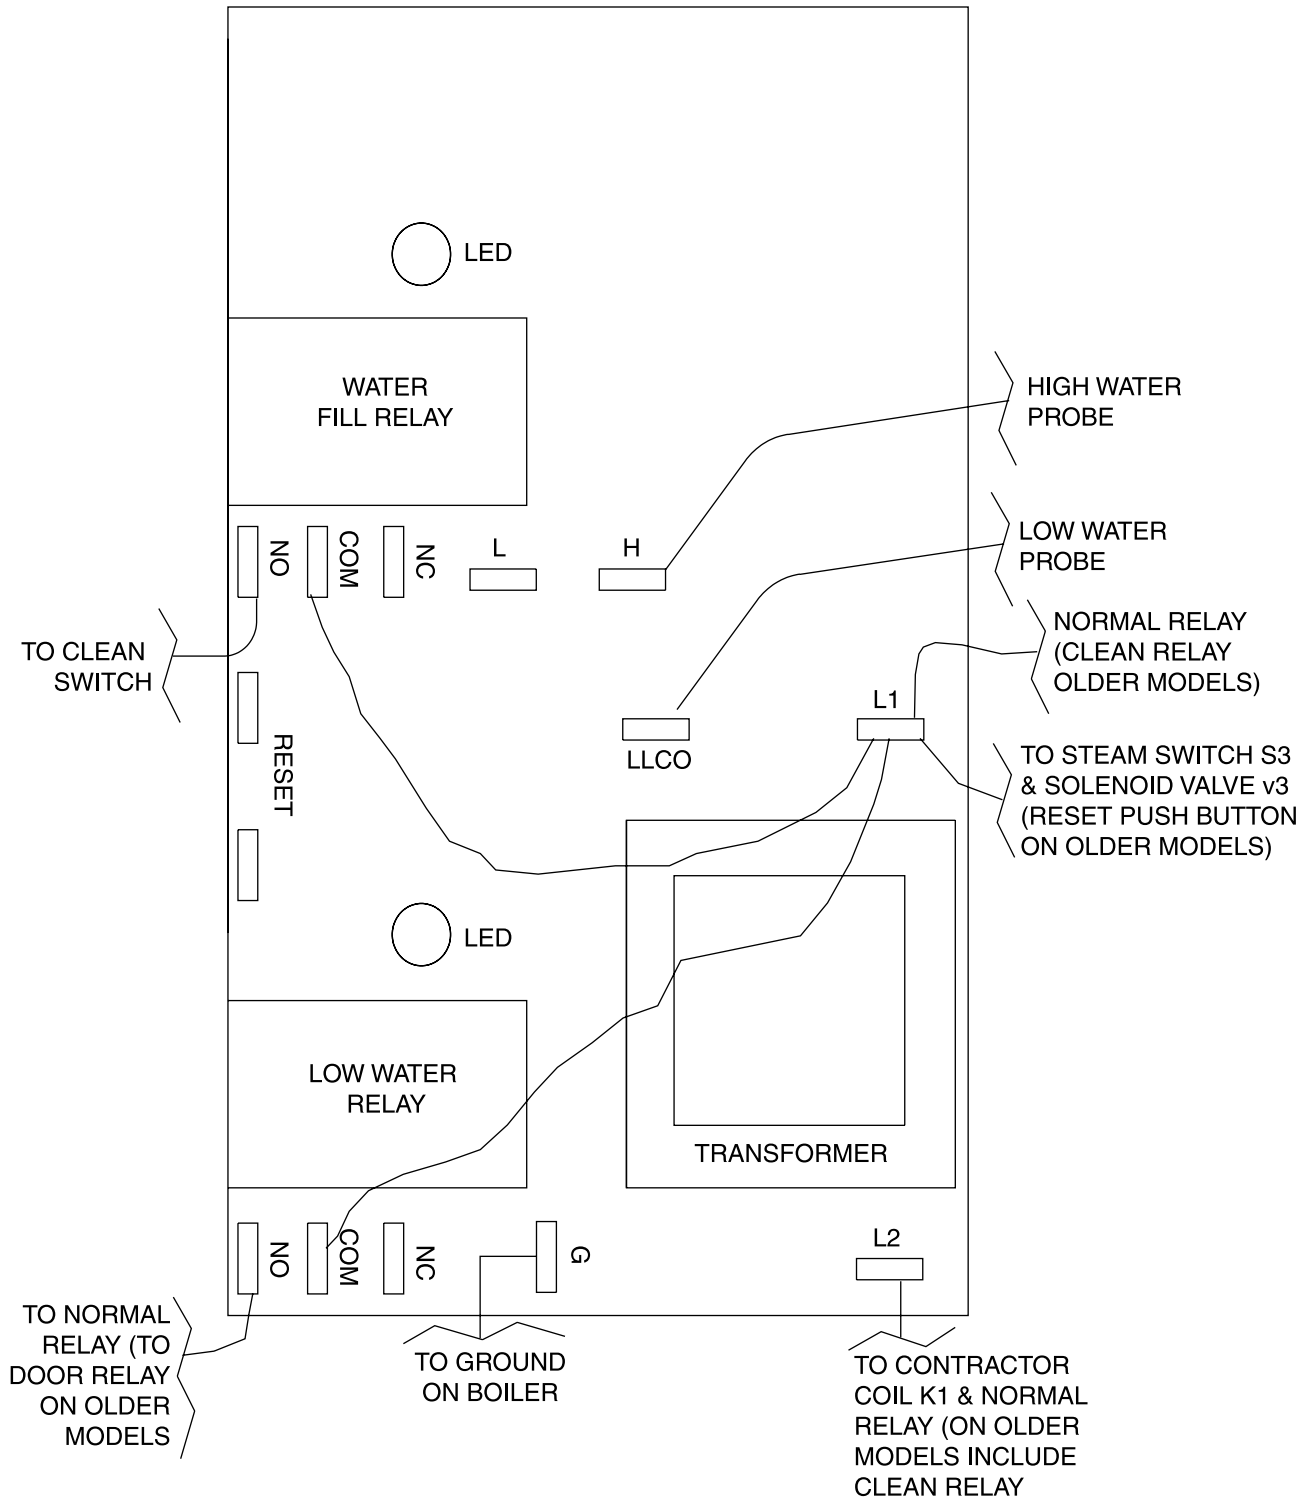 LED
WATER
FILL RELAY
HIGH WATER
PROBE
NO
COM
NC
L
H
LOW WATER
PROBE
TO CLEAN
SWITCH
NORMAL RELAY
(CLEAN RELAY
OLDER MODELS)
L1
RESET
LLCO
TO STEAM SWITCH S3
& SOLENOID VALVE v3
(RESET PUSH BUTTON
ON OLDER MODELS)
LED
LOW WATER
RELAY
TRANSFORMER
NO
COM
NC
G
L2
TO NORMAL
RELAY (TO
DOOR RELAY
ON OLDER
MODELS
TO GROUND
ON BOILER
TO CONTRACTOR
COIL K1 & NORMAL
RELAY (ON OLDER
MODELS INCLUDE
CLEAN RELAY